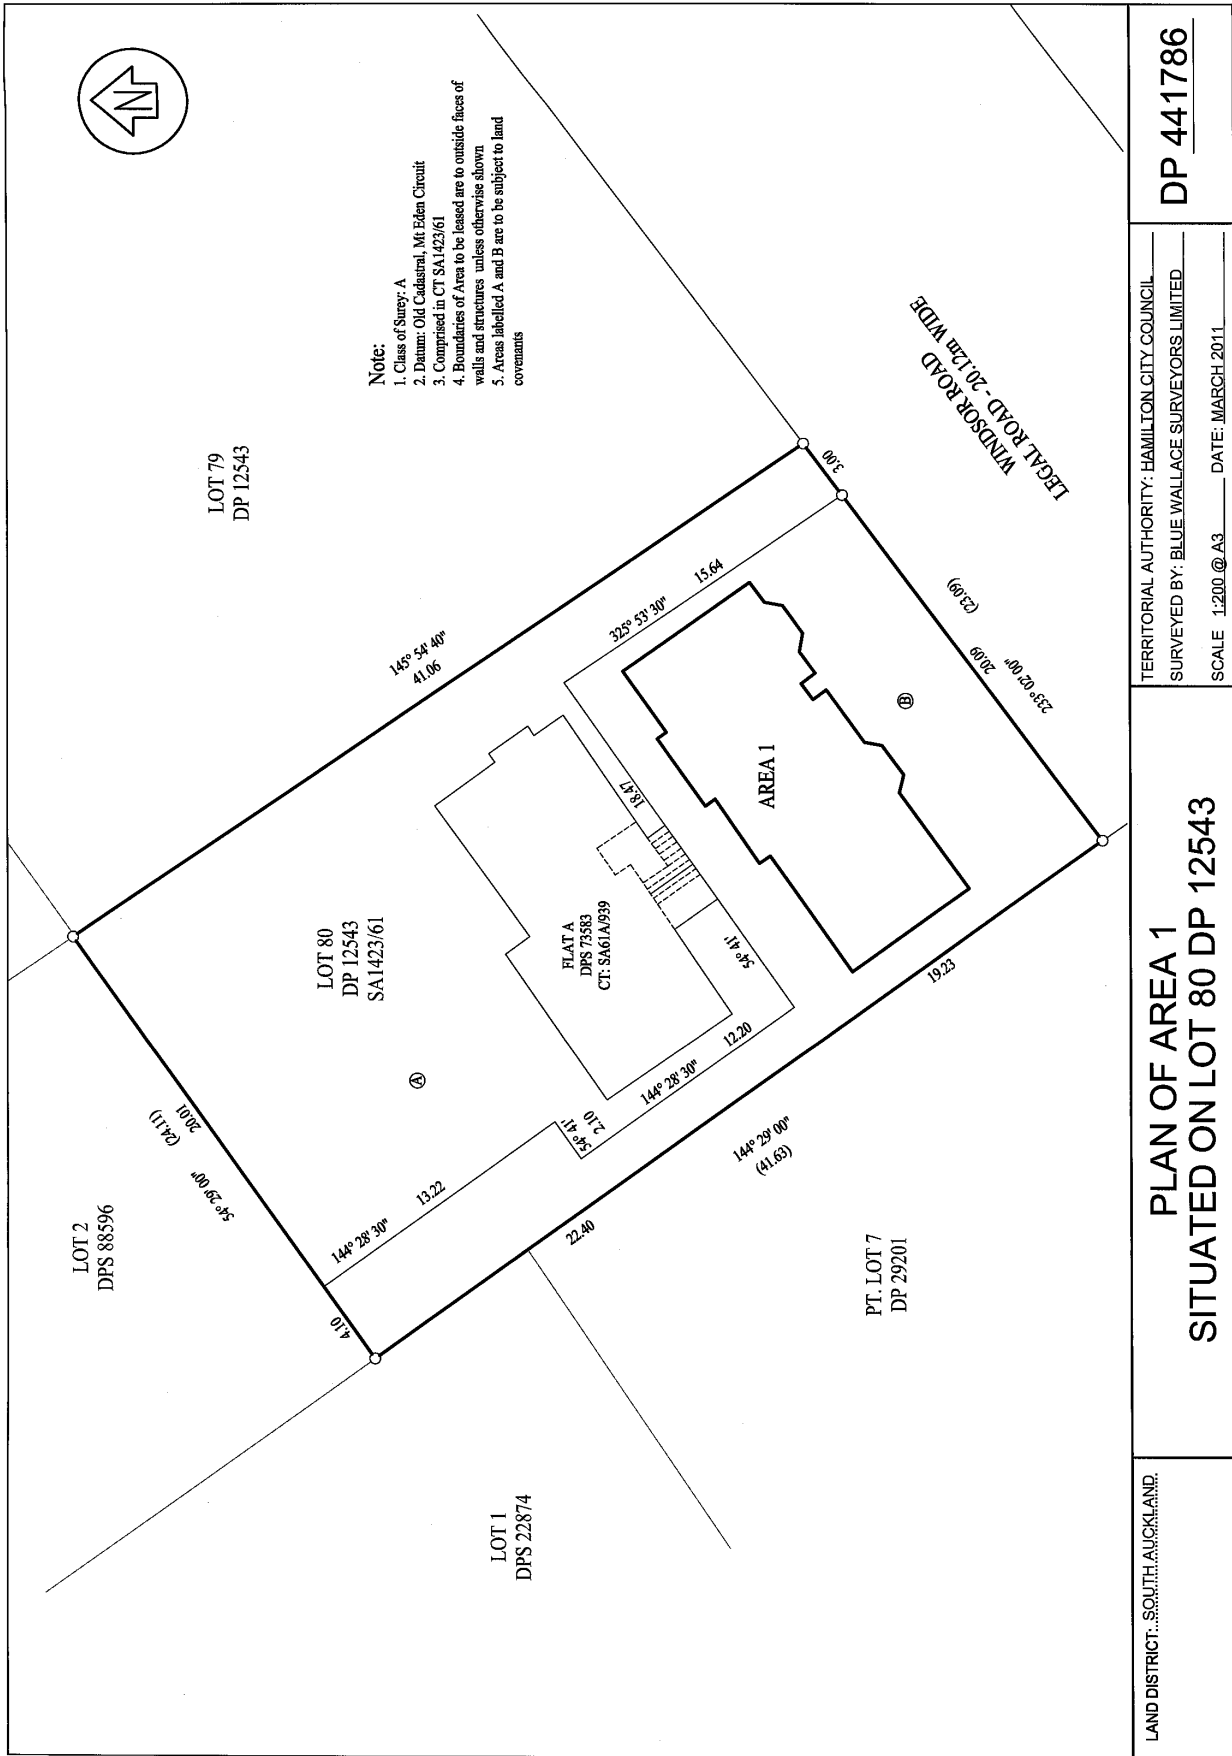 N
Note:
1. Class of Surey: A
2. Datum: Old Cadastral, Mt Eden Circuit
3. Comprised in CT SA1423/61
4. Boundaries of Area to be leased are to outside faces of
walls and structures unless otherwise shown
5. Areas labelled A and B are to be subject to land
covenants
LOT 79
DP 12543
LOT 2
DPS 88596
(24.11)
20.01
54° 29' 00"
4.10
145° 54' 40"
41.06
LOT 80
DP 12543
SA1423/61
A
144° 28' 30"
13.22
54° 41'
2.10
144° 28' 30"
12.20
54° 41'
18.47
325° 53' 30"
15.64
FLAT A
DPS 73583
CT: SA61A/939
AREA 1
B
3.00
(23.09)
20.09
233° 02' 00"
WINDSOR ROAD
LEGAL ROAD - 20.12m WIDE
22.40
144° 29' 00"
(41.63)
19.23
LOT 1
DPS 22874
PT. LOT 7
DP 29201
LAND DISTRICT: SOUTH AUCKLAND
PLAN OF AREA 1
SITUATED ON LOT 80 DP 12543
TERRITORIAL AUTHORITY: HAMILTON CITY COUNCIL
SURVEYED BY: BLUE WALLACE SURVEYORS LIMITED
SCALE 1:200 @ A3 DATE: MARCH 2011
DP 441786